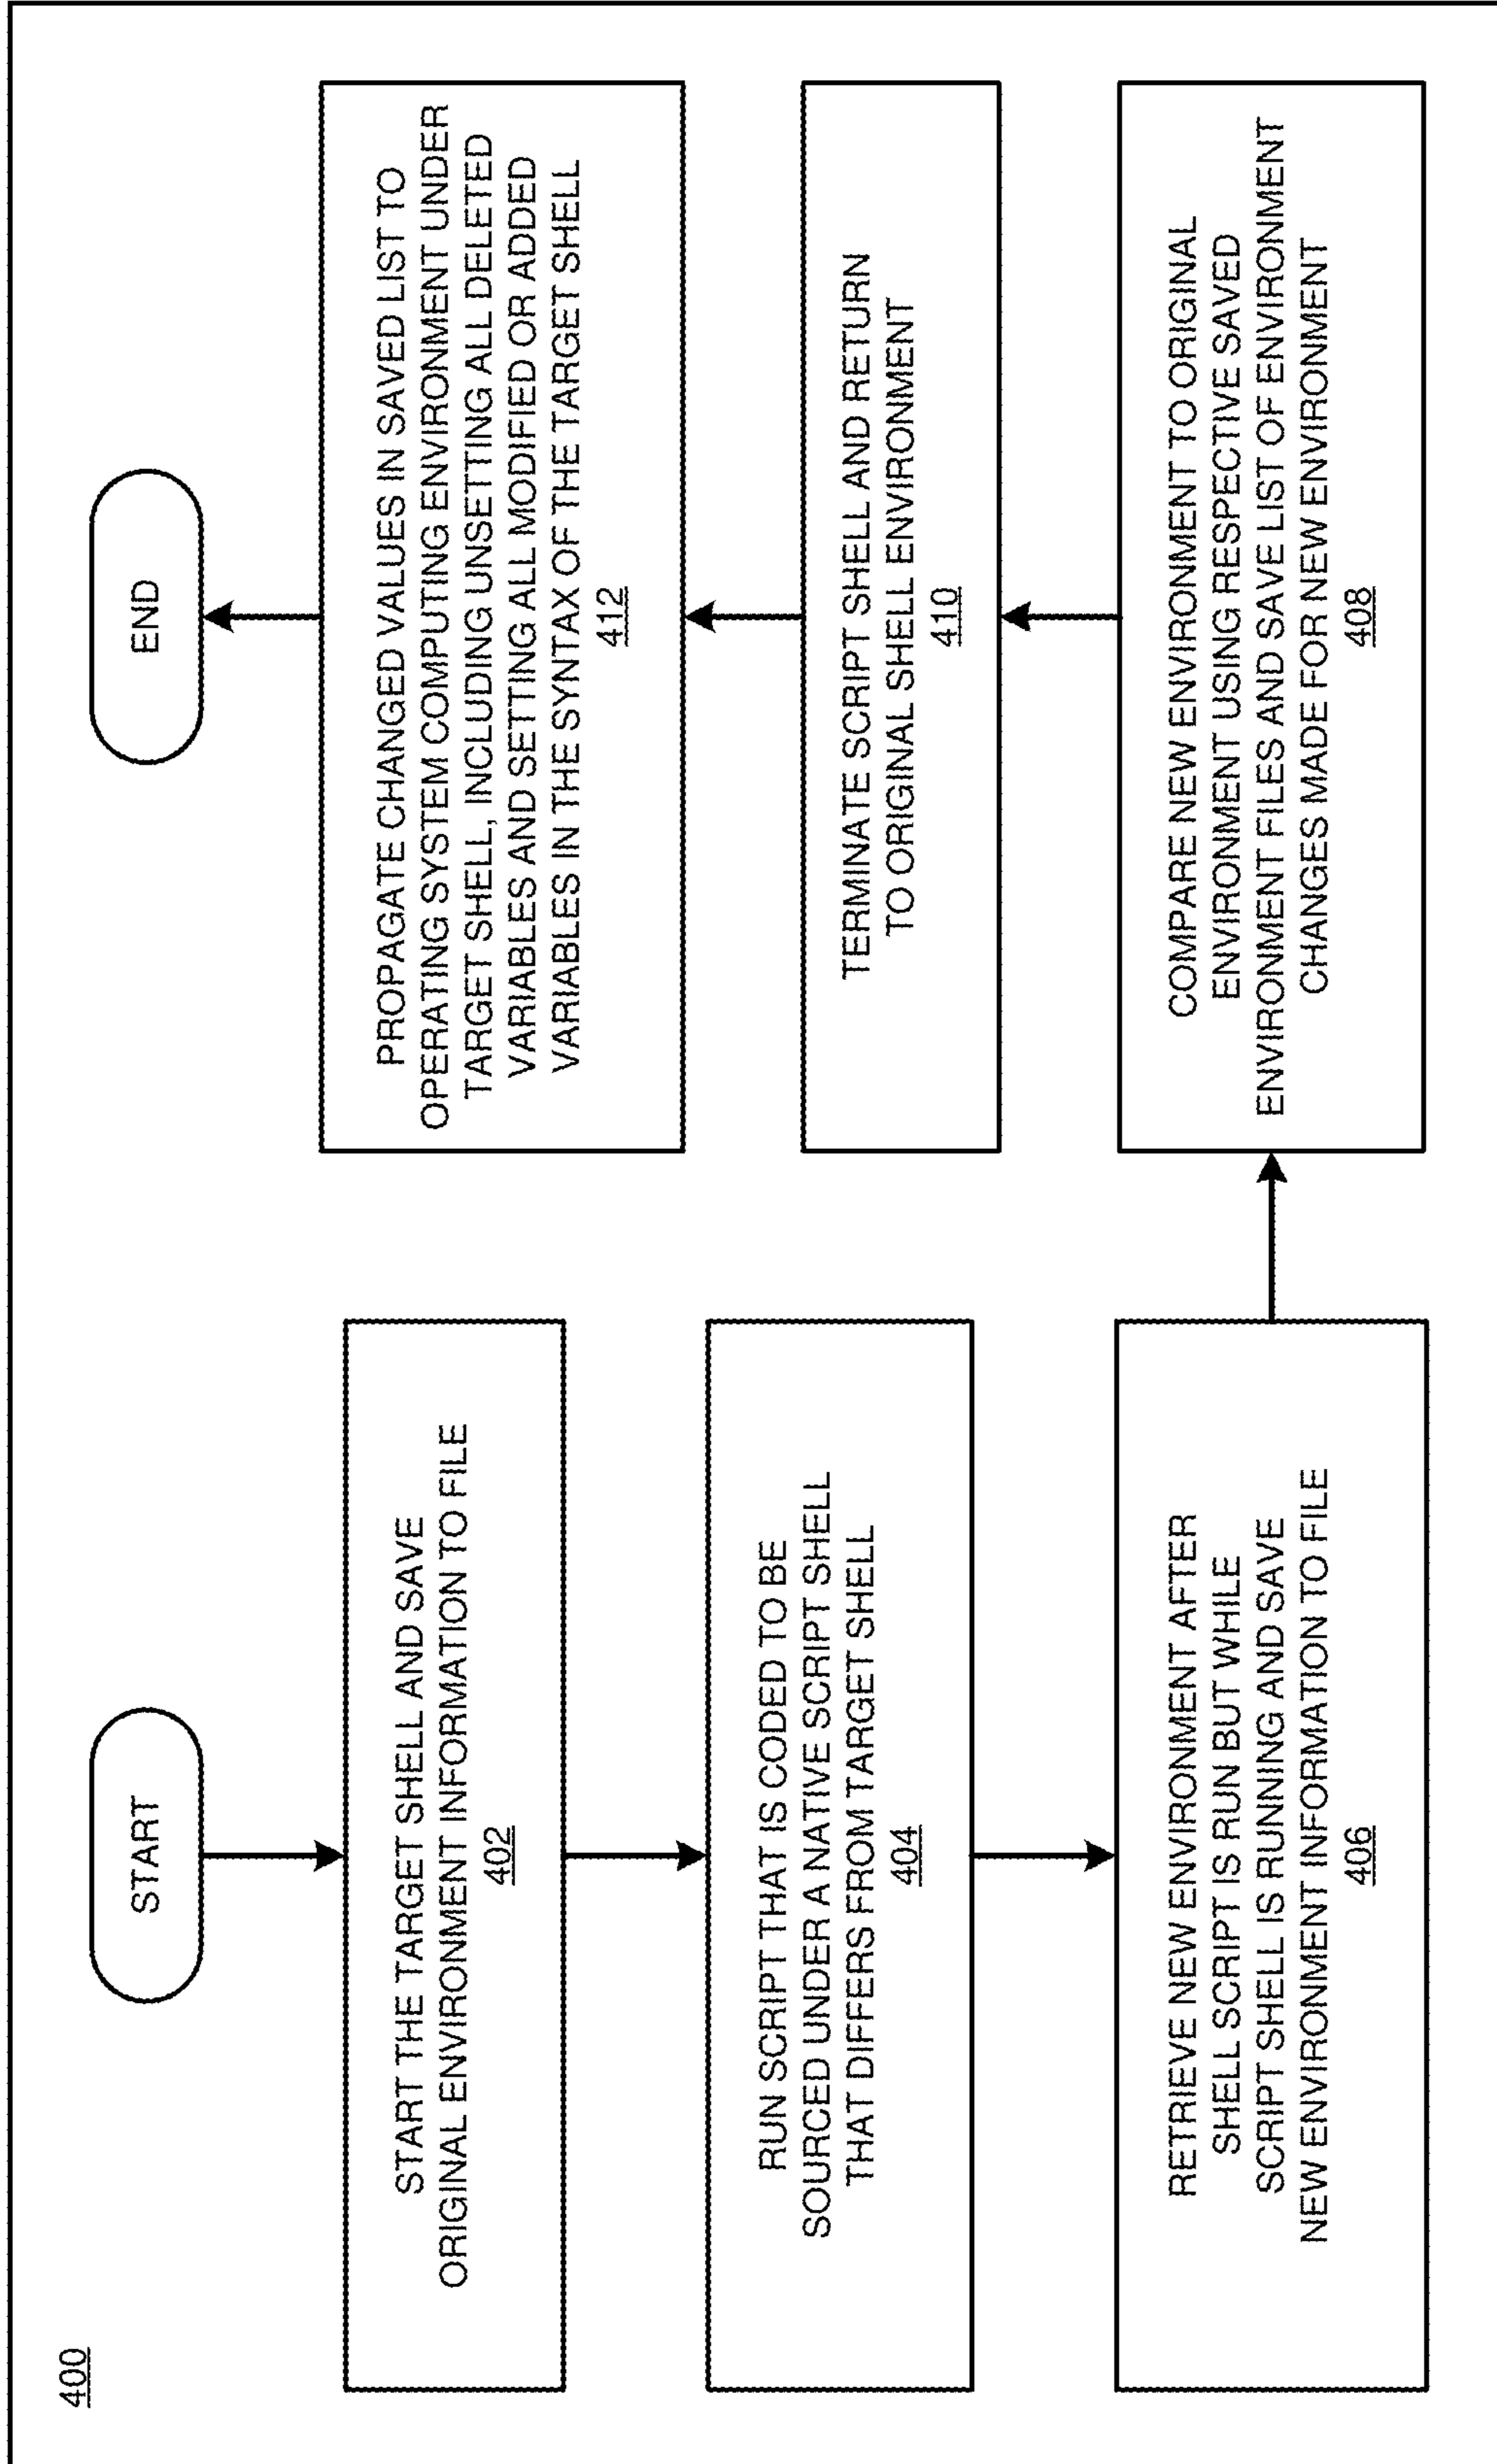 400
START
START THE TARGET SHELL AND SAVE
ORIGINAL ENVIRONMENT INFORMATION TO FILE
402
RUN SCRIPT THAT IS CODED TO BE
SOURCED UNDER A NATIVE SCRIPT SHELL
THAT DIFFERS FROM TARGET SHELL
404
RETRIEVE NEW ENVIRONMENT AFTER
SHELL SCRIPT IS RUN BUT WHILE
SCRIPT SHELL IS RUNNING AND SAVE
NEW ENVIRONMENT INFORMATION TO FILE
406
COMPARE NEW ENVIRONMENT TO ORIGINAL
ENVIRONMENT USING RESPECTIVE SAVED
ENVIRONMENT FILES AND SAVE LIST OF ENVIRONMENT
CHANGES MADE FOR NEW ENVIRONMENT
408
TERMINATE SCRIPT SHELL AND RETURN
TO ORIGINAL SHELL ENVIRONMENT
410
PROPAGATE CHANGED VALUES IN SAVED LIST TO
OPERATING SYSTEM COMPUTING ENVIRONMENT UNDER
TARGET SHELL, INCLUDING UNSETTING ALL DELETED
VARIABLES AND SETTING ALL MODIFIED OR ADDED
VARIABLES IN THE SYNTAX OF THE TARGET SHELL
412
END